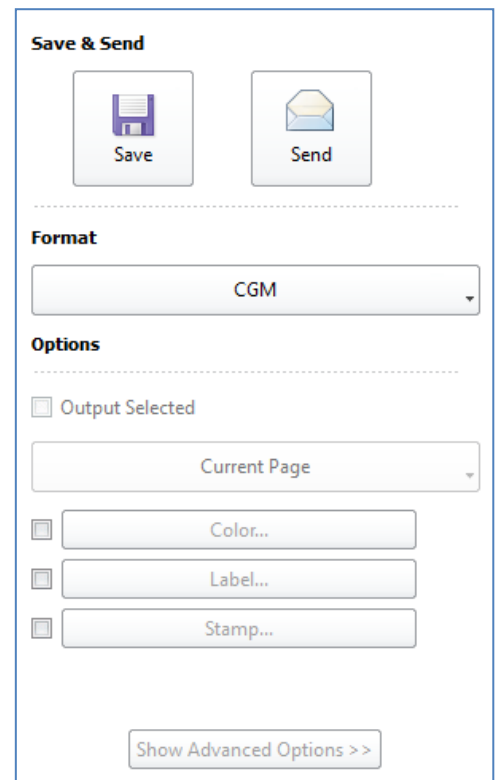 Save & Send
Save
Send
Format
CGM
Options
Output Selected
Current Page
Color...
Label...
Stamp...
Show Advanced Options >>